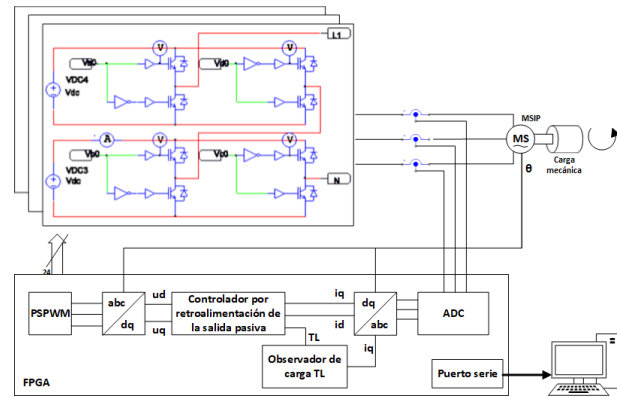 L1
V
V
VDC4
Vdc
A
V
V
VDC3
Vdc
N
MSIP
MS
Carga
mecánica
θ
24
PSPWM
abc
dq
ud
uq
Controlador por
retroalimentación de
la salida pasiva
iq
id
dq
abc
ADC
TL
iq
Observador de
carga TL
Puerto serie
FPGA